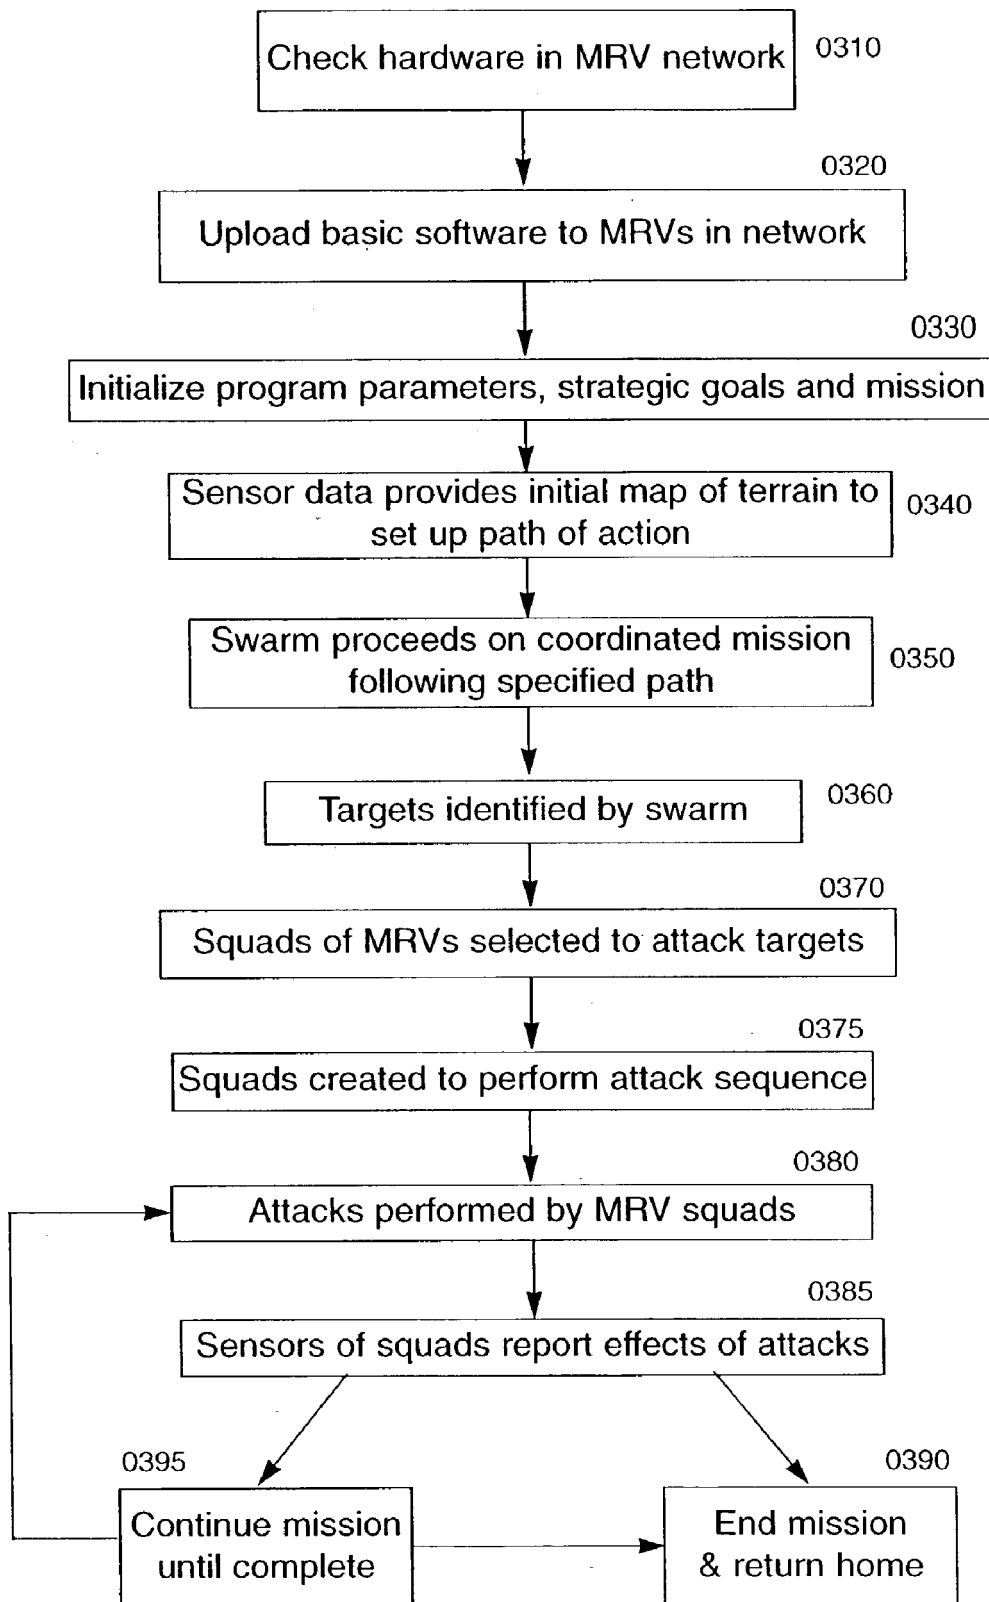 Check hardware in MRV network
0310
0320
Upload basic software to MRVs in network
0330
Initialize program parameters, strategic goals and mission
Sensor data provides initial map of terrain to
set up path of action
0340
Swarm proceeds on coordinated mission
following specified path
0350
Targets identified by swarm
0360
0370
Squads of MRVs selected to attack targets
0375
Squads created to perform attack sequence
0380
Attacks performed by MRV squads
0385
Sensors of squads report effects of attacks
0395
Continue mission
until complete
0390
End mission
& return home